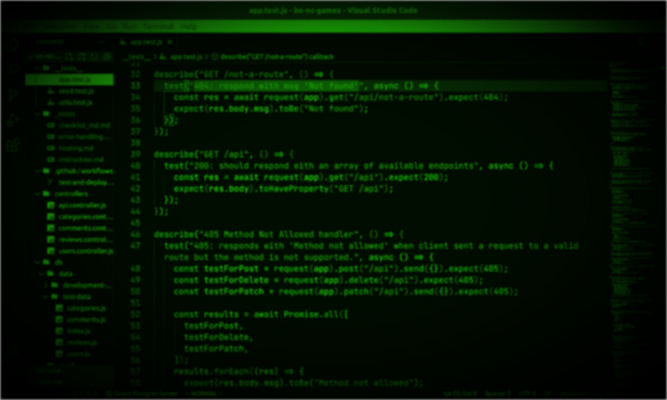 app.test.js - be-nc-games - Visual Studio Code
Terminal Help
app.test.js
__tests__ > app.test.js > describe("GET /not-a-route") callback
__tests__
app.test.js
seed.test.js
utils.test.js
_notes
checklist_md.md
error-handling...
hosting.md
instruction.md
.github/workflows
test-and-deploy...
controllers
api.controller.js
categories.cont...
comments.cont...
reviews.control...
users.controller.js
db
data
development-...
test-data
categories.js
comments.js
index.js
reviews.js
users.js
32 describe("GET /not-a-route", () => {
33 test("404: respond with msg 'Not found'", async () => {
34 const res = await request(app).get("/api/not-a-route").expect(404);
35 expect(res.body.msg).toBe("Not found");
36 });
37 });
38
39 describe("GET /api", () => {
40 test("200: should respond with an array of available endpoints", async () => {
41 const res = await request(app).get("/api").expect(200);
42 expect(res.body).toHaveProperty("GET /api");
43 });
44 });
45
46 describe("405 Method Not Allowed handler", () => {
47 test("405: responds with 'Method not allowed' when client sent a request to a valid
route but the method is not supported.", async () => {
48 const testForPost = request(app).post("/api").send({}).expect(405);
49 const testForDelete = request(app).delete("/api").expect(405);
50 const testForPatch = request(app).patch("/api").send({}).expect(405);
51
52 const results = await Promise.all([
53 testForPost,
54 testForDelete,
55 testForPatch,
56 ]);
57 results.forEach((res) => {
58 expect(res.body.msg).toBe("Method not allowed");